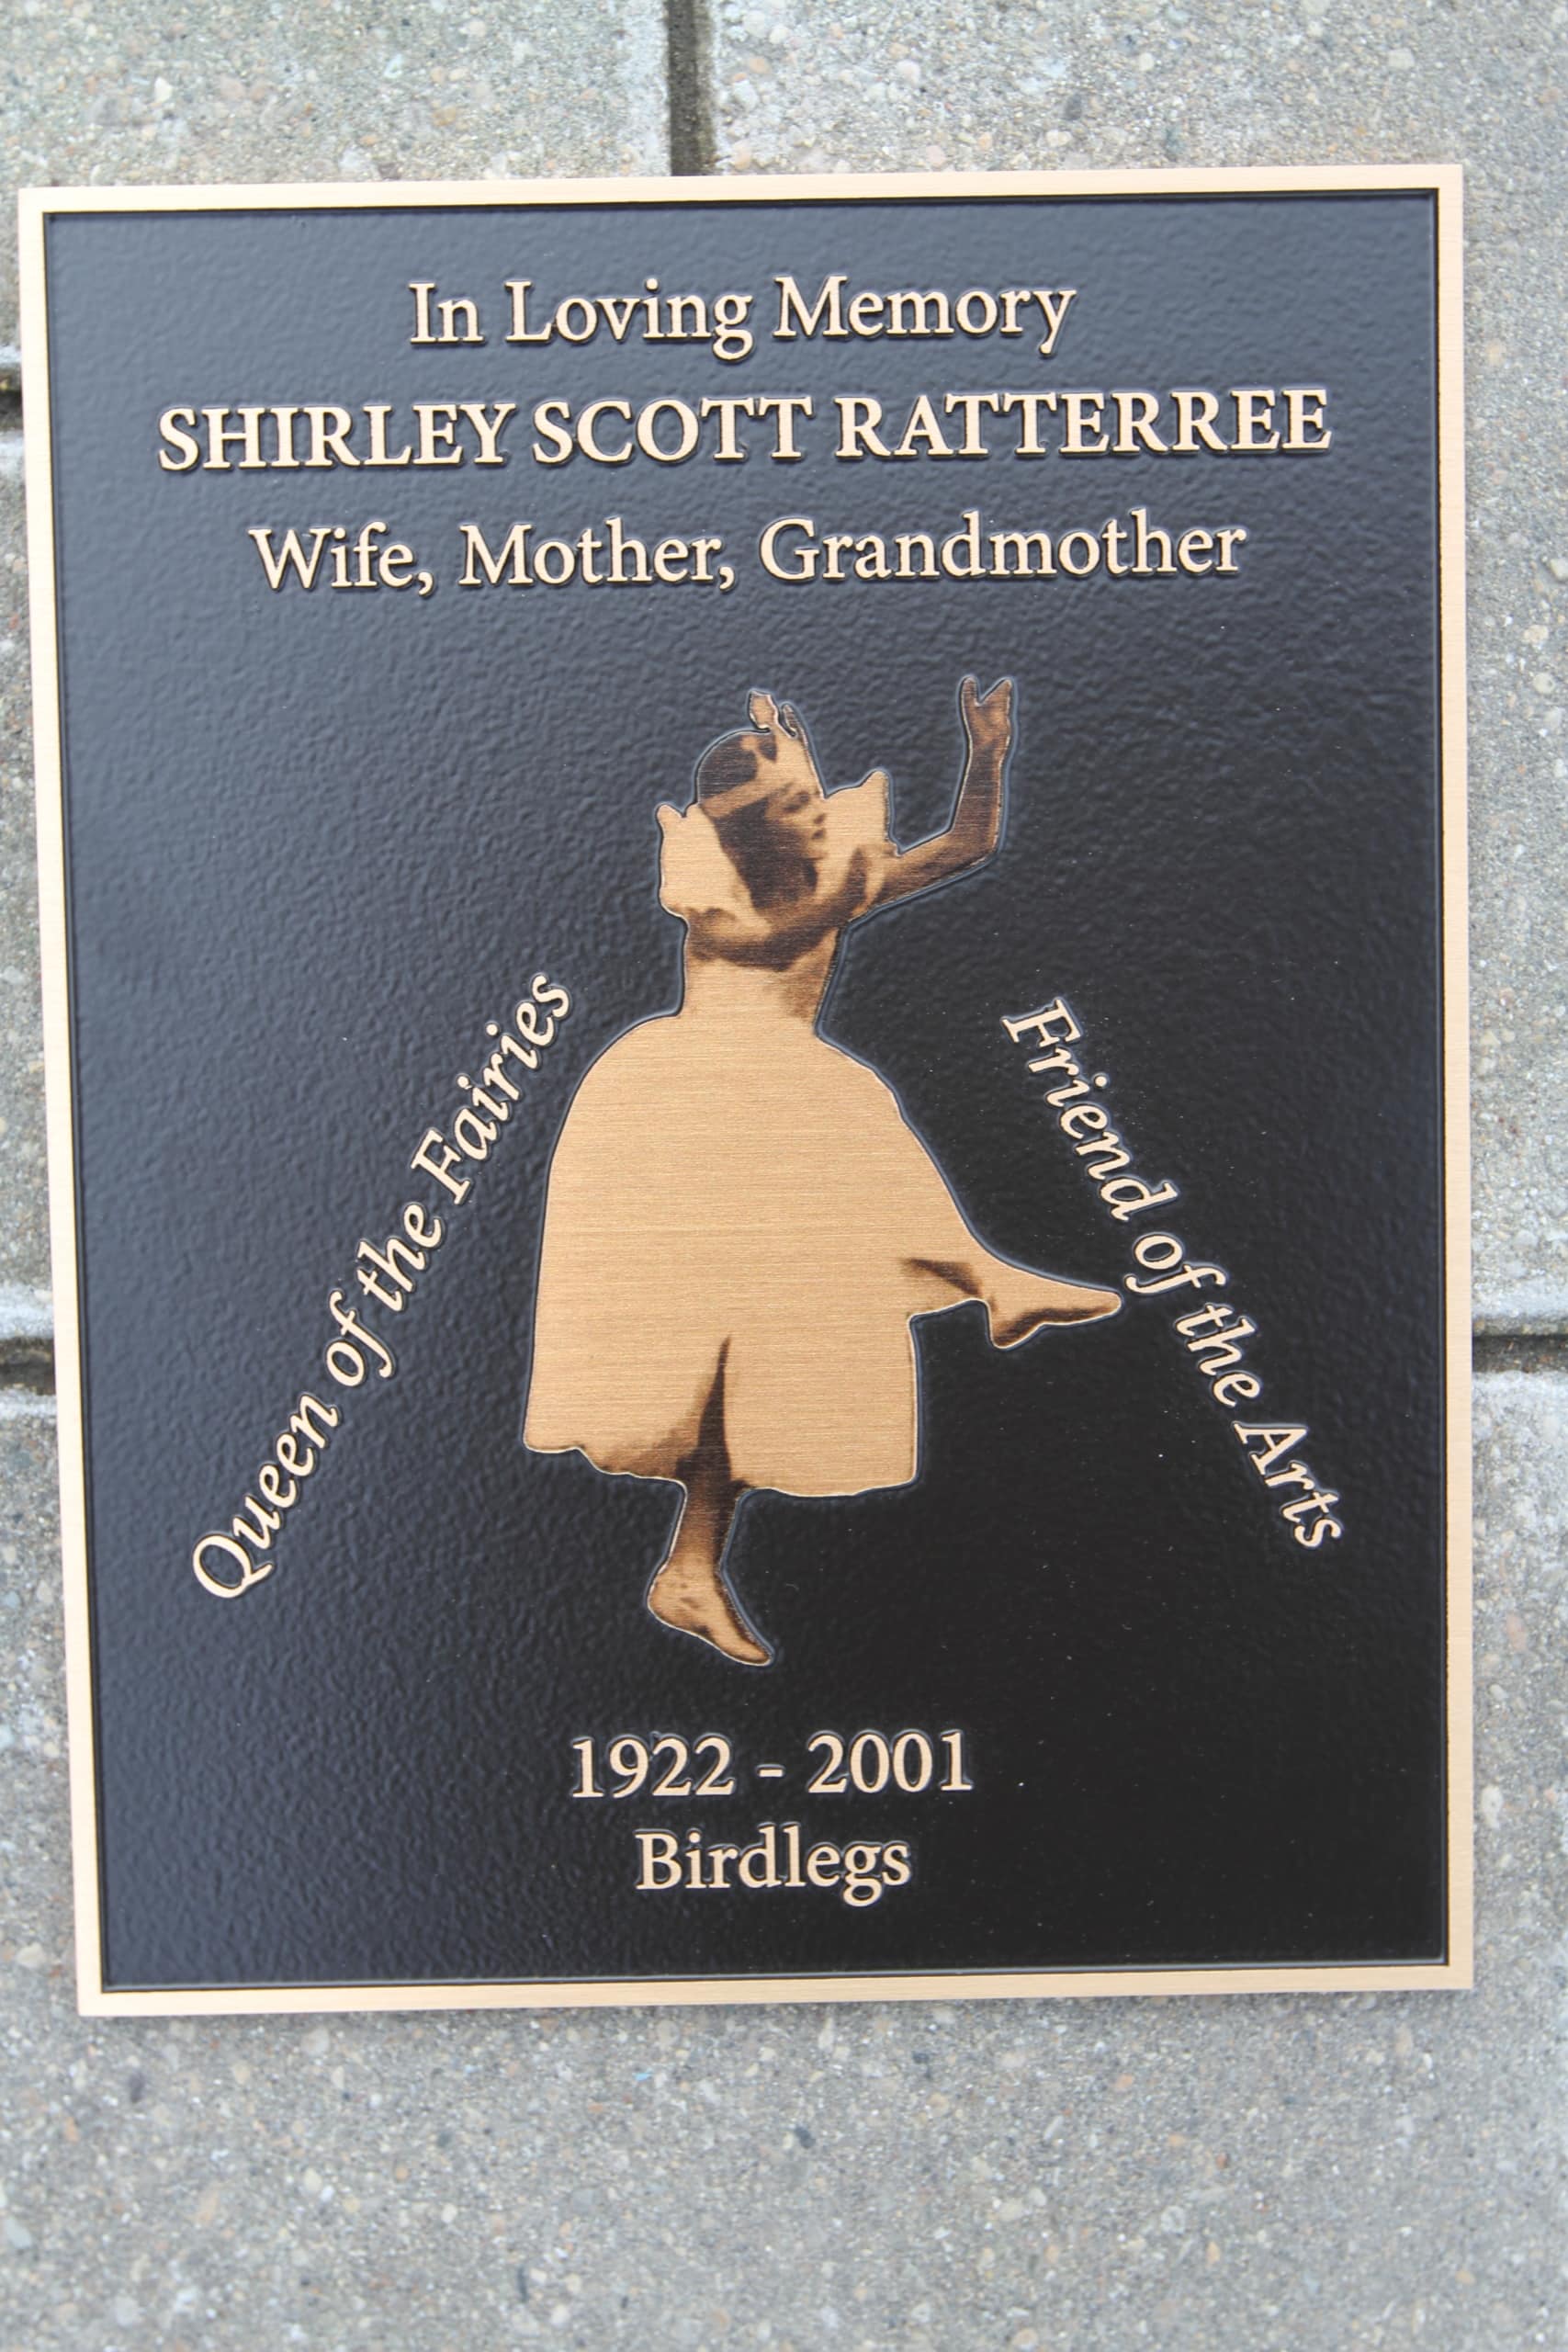 In Loving Memory
SHIRLEY SCOTT RATTERREE
Wife, Mother, Grandmother
Queen of the Fairies
Friend of the Arts
1922 - 2001
Birdlegs